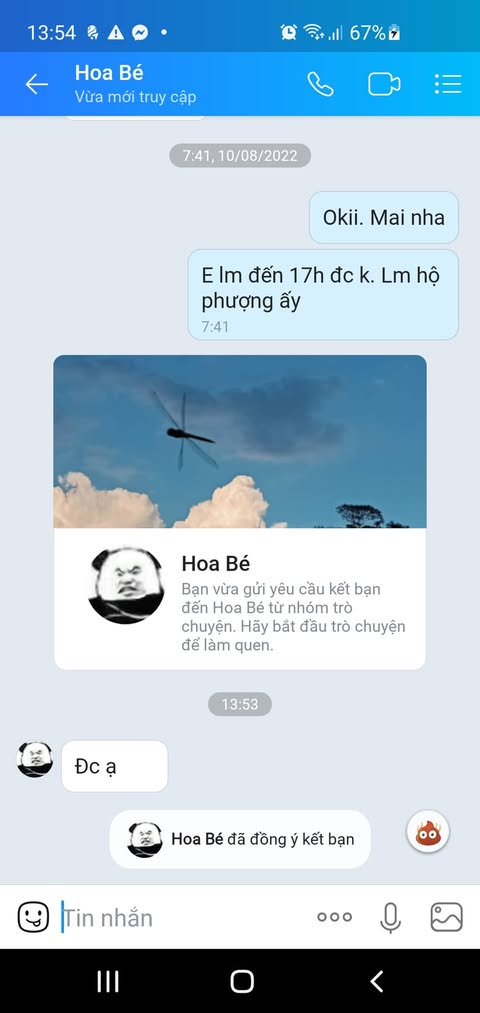 13:54
67%
Hoa Bé
Vừa mới truy cập
7:41, 10/08/2022
Okii. Mai nha
E lm đến 17h đc k. Lm hộ
phượng ấy
7:41
Hoa Bé
Bạn vừa gửi yêu cầu kết bạn
đến Hoa Bé từ nhóm trò
chuyện. Hãy bắt đầu trò chuyện
để làm quen.
13:53
Đc ạ
Hoa Bé đã đồng ý kết bạn
Tin nhắn